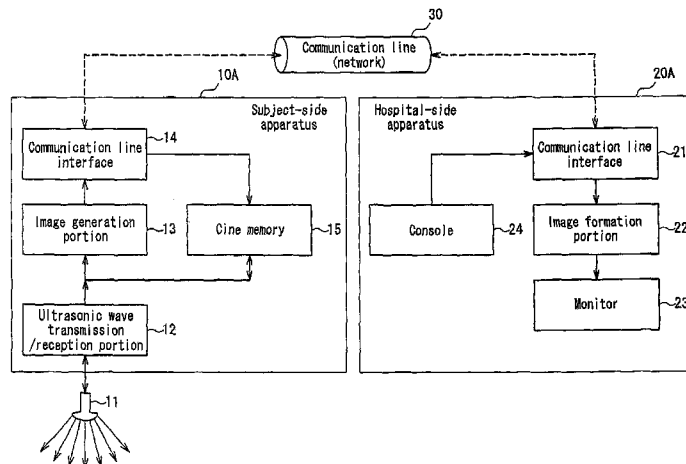 30
Communication line
(network)
10A
20A
Subject-side
apparatus
Hospital-side
apparatus
14
Communication line
interface
Communication line
interface
21
Image generation
portion
13
Cine memory
15
Console
24
Image formation
portion
22
Ultrasonic wave
transmission
/reception portion
12
Monitor
23
11